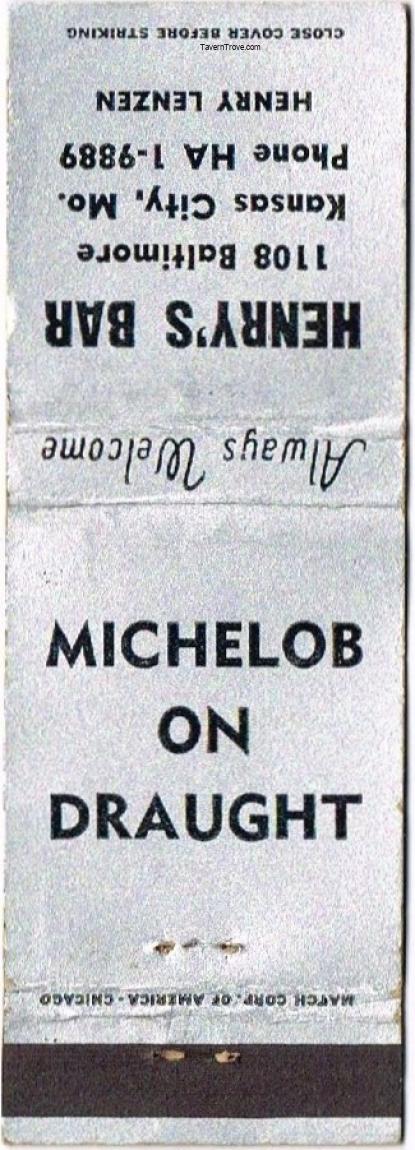 TavernTrove.com
MICHELOB
ON
DRAUGHT
Always Welcome
HENRY'S BAR
1108 Baltimore
Kansas City, Mo.
Phone HA 1-9889
HENRY LENZEN
CLOSE COVER BEFORE STRIKING
MATCH CORP. OF AMERICA - CHICAGO